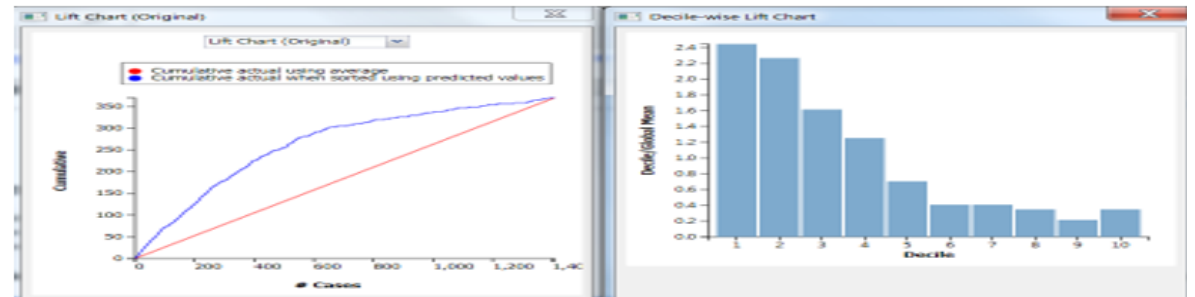 Lift Chart (Original)
Lift Chart (Original)
Cumulative actual using average
Cumulative actual when sorted using predicted values
350
300
250
200
150
100
50
0
Cumulative
0 200 400 600 800 1,000 1,200 1,40
# Cases
Decile-wise Lift Chart
2.4
2.2
2.0
1.8
1.6
1.4
1.2
1.0
0.8
0.6
0.4
0.2
0.0
Decile/Global Mean
1 2 3 4 5 6 7 8 9 10
Decile